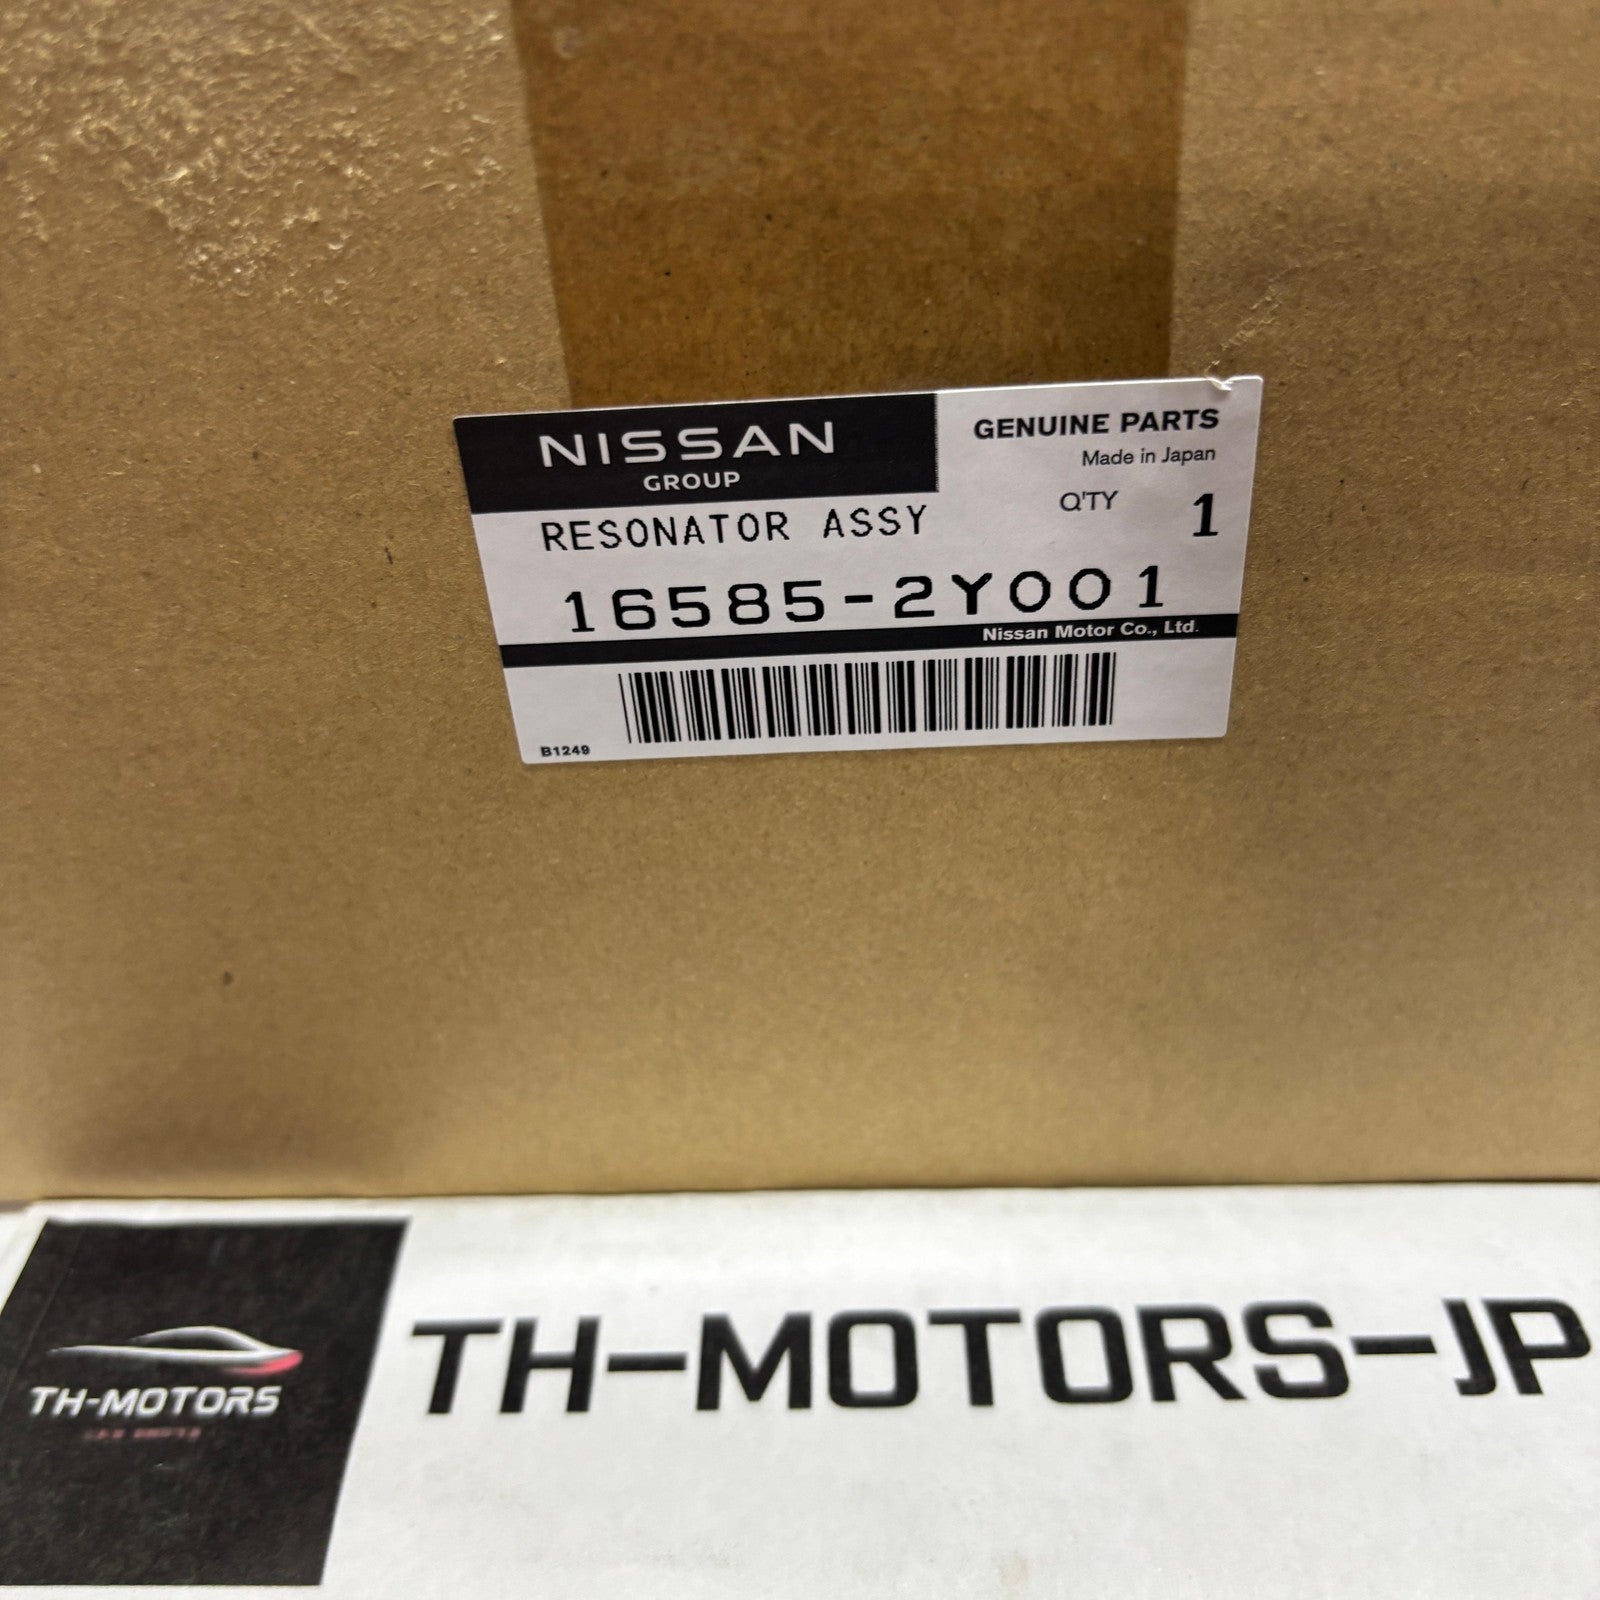 NISSAN
GROUP
GENUINE PARTS
Made in Japan
RESONATOR ASSY
Q'TY 1
16585-2Y001
Nissan Motor Co., Ltd.
B1249
TH-MOTORS
TH-MOTORS-JP